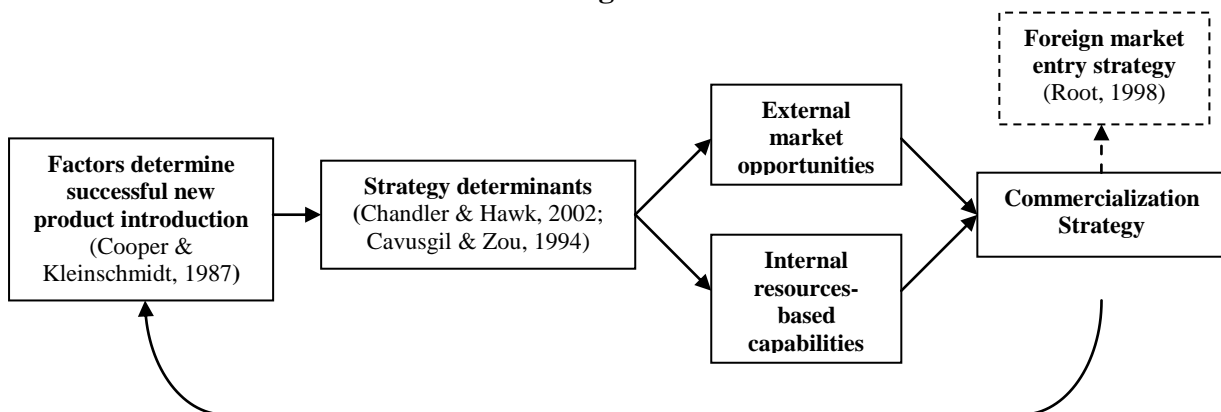 Factors determine
successful new
product introduction
(Cooper &
Kleinschmidt, 1987)
Strategy determinants
(Chandler & Hawk, 2002;
Cavusgil & Zou, 1994)
External
market
opportunities
Internal
resources-
based
capabilities
Foreign market
entry strategy
(Root, 1998)
Commercialization
Strategy